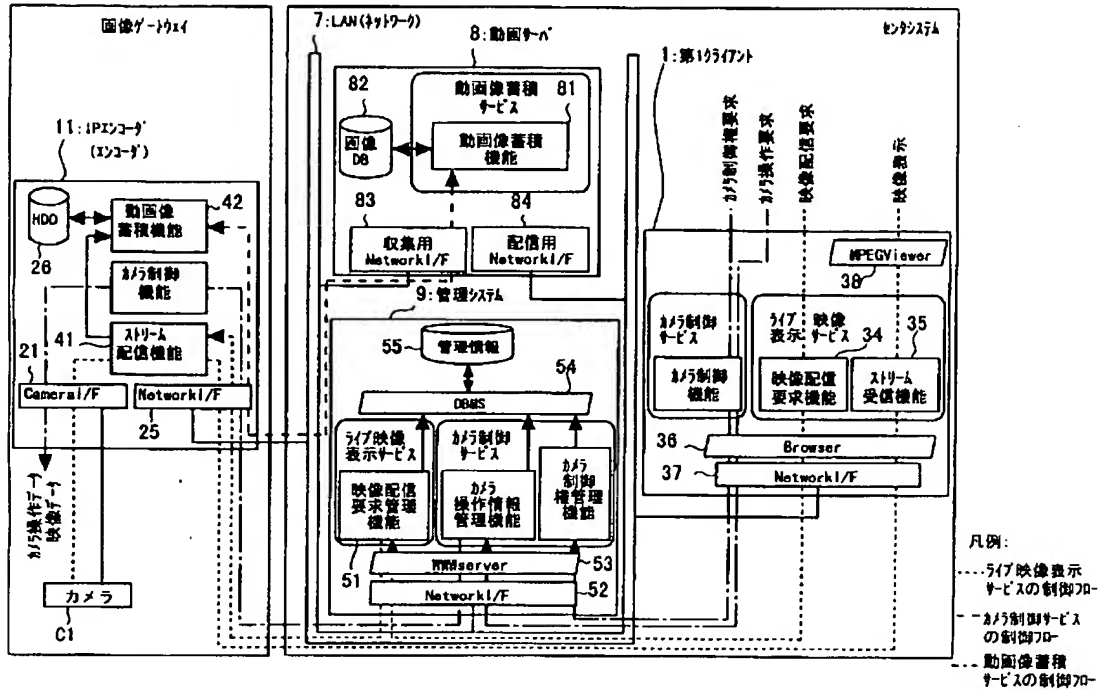 画像ゲートウェイ
11:IPエンコーダ
(エンコーダ)
HDD
26
動画像
蓄積機能
42
カメラ制御
機能
41
ストリーム
配信機能
21
CameraI/F
NetworkI/F
25
カメラ操作データ
映像データ
カメラ
C1
7:LAN(ネットワーク)
センタシステム
8:動画サーバ
82
画像
DB
動画像蓄積
サービス
81
動画像蓄積
機能
83
収集用
NetworkI/F
84
配信用
NetworkI/F
9:管理システム
55
管理情報
54
DBMS
ライブ映像
表示サービス
映像配信
要求管理
機能
51
カメラ制御
サービス
カメラ
操作情報
管理機能
カメラ
制御
権管理
機能
WWWserver
53
NetworkI/F
52
1:第1クライアント
カメラ制御権要求
カメラ操作要求
映像配信要求
映像表示
MPEGViewer
38
カメラ制御
サービス
カメラ制御
機能
ライブ 映像
表示 サービス
34
35
映像配信
要求機能
ストリーム
受信機能
36
Browser
37
NetworkI/F
凡例:
ライブ映像表示
サービスの制御フロー
カメラ制御サービス
の制御フロー
動画像蓄積
サービスの制御フロー